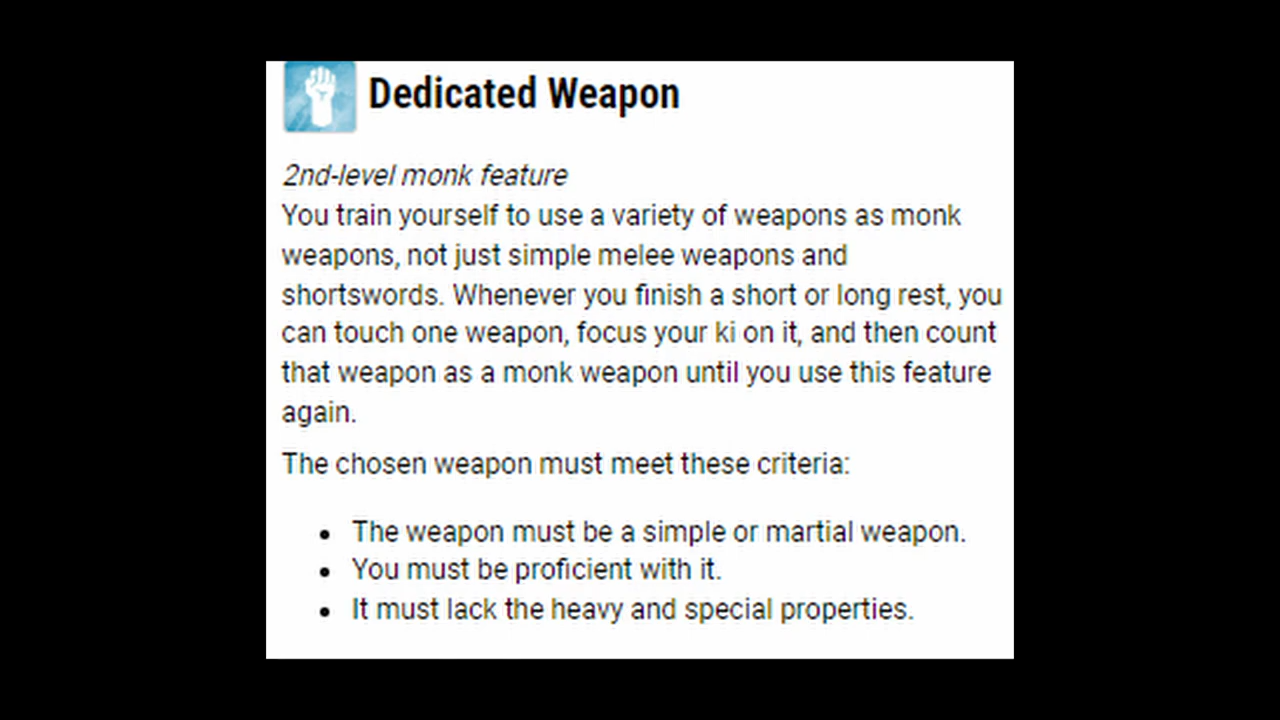 Dedicated Weapon
2nd-level monk feature
You train yourself to use a variety of weapons as monk
weapons, not just simple melee weapons and
shortswords. Whenever you finish a short or long rest, you
can touch one weapon, focus your ki on it, and then count
that weapon as a monk weapon until you use this feature
again.
The chosen weapon must meet these criteria:
• The weapon must be a simple or martial weapon.
• You must be proficient with it.
• It must lack the heavy and special properties.